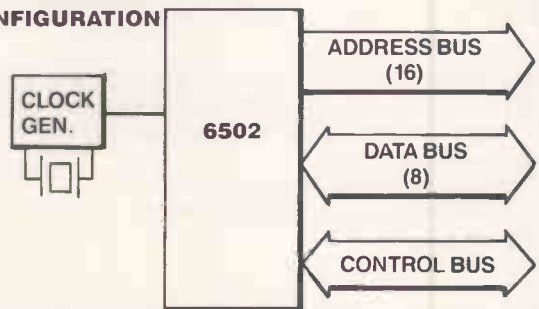 NFIGURATION
CLOCK
GEN.
6502
ADDRESS BUS
(16)
DATA BUS
(8)
CONTROL BUS